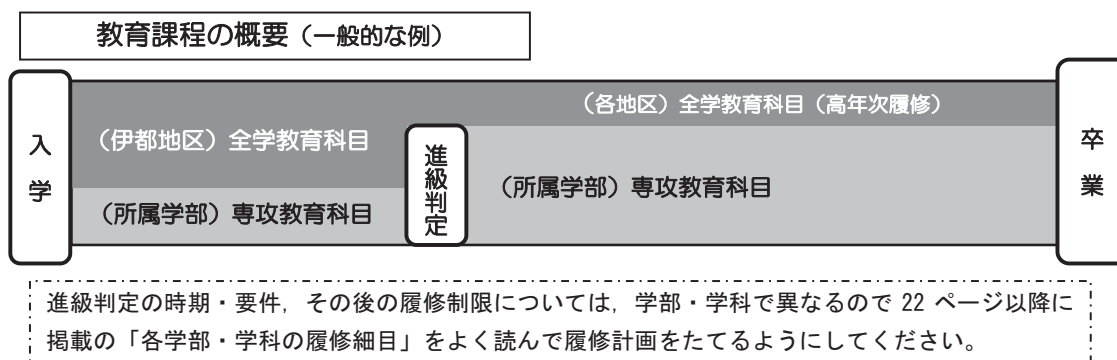 教育課程の概要（一般的な例）
入学
（伊都地区）全学教育科目
（所属学部）専攻教育科目
進級判定
（各地区）全学教育科目（高年次履修）
（所属学部）専攻教育科目
卒業
進級判定の時期・要件，その後の履修制限については，学部・学科で異なるので 22 ページ以降に
掲載の「各学部・学科の履修細目」をよく読んで履修計画をたてるようにしてください。